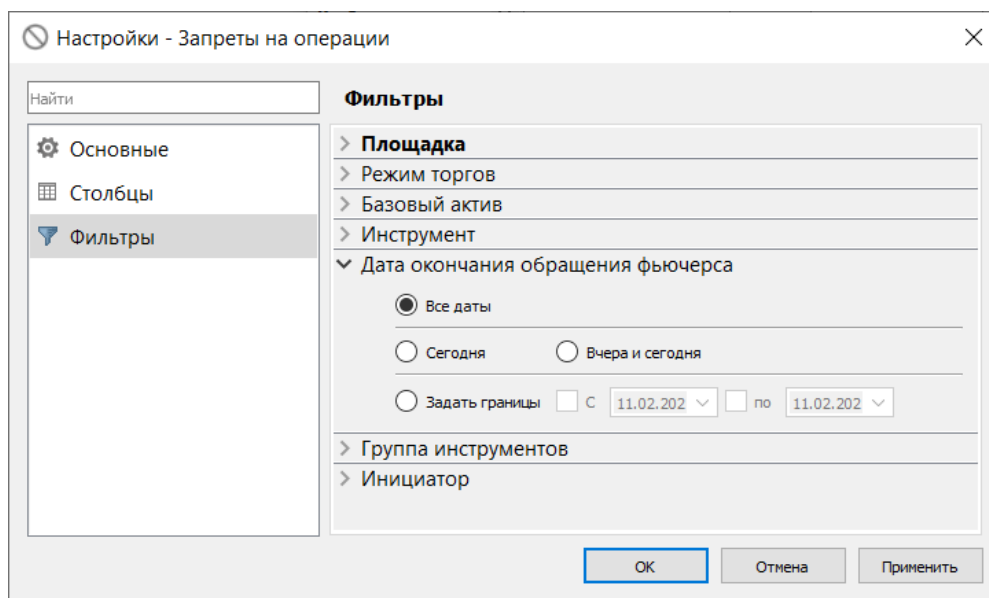 Настройки - Запреты на операции
Найти
Основные
Столбцы
Фильтры
Фильтры
Площадка
Режим торгов
Базовый актив
Инструмент
Дата окончания обращения фьючерса
Все даты
Сегодня Вчера и сегодня
Задать границы С 11.02.202 по 11.02.202
Группа инструментов
Инициатор
ОК Отмена Применить